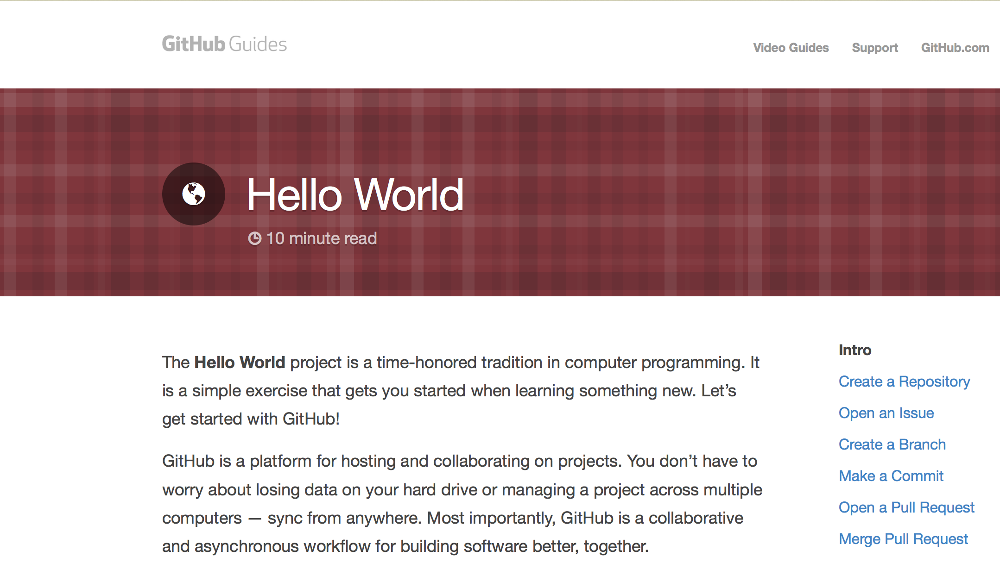 GitHub Guides
Video Guides Support GitHub.com
Hello World
10 minute read
The Hello World project is a time-honored tradition in computer programming. It
is a simple exercise that gets you started when learning something new. Let’s
get started with GitHub!
GitHub is a platform for hosting and collaborating on projects. You don’t have to
worry about losing data on your hard drive or managing a project across multiple
computers — sync from anywhere. Most importantly, GitHub is a collaborative
and asynchronous workflow for building software better, together.
Intro
Create a Repository
Open an Issue
Create a Branch
Make a Commit
Open a Pull Request
Merge Pull Request